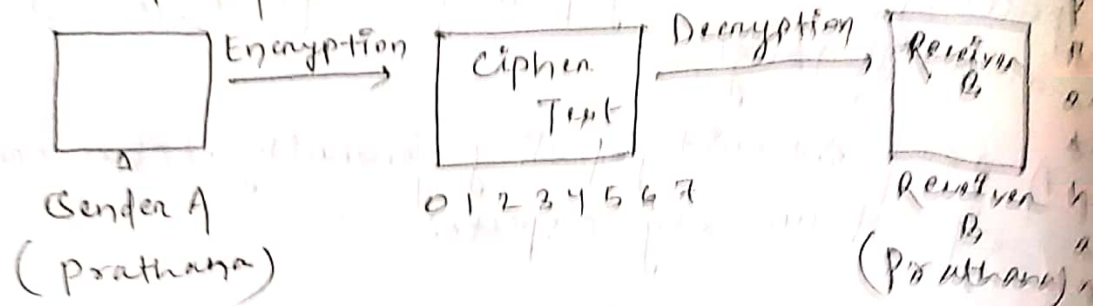 Encryption
Decryption
Cipher
Text
Receiver
B
Sender A
(Prathana)
0 1 2 3 4 5 6 7
Receiver
B
(Prathana)